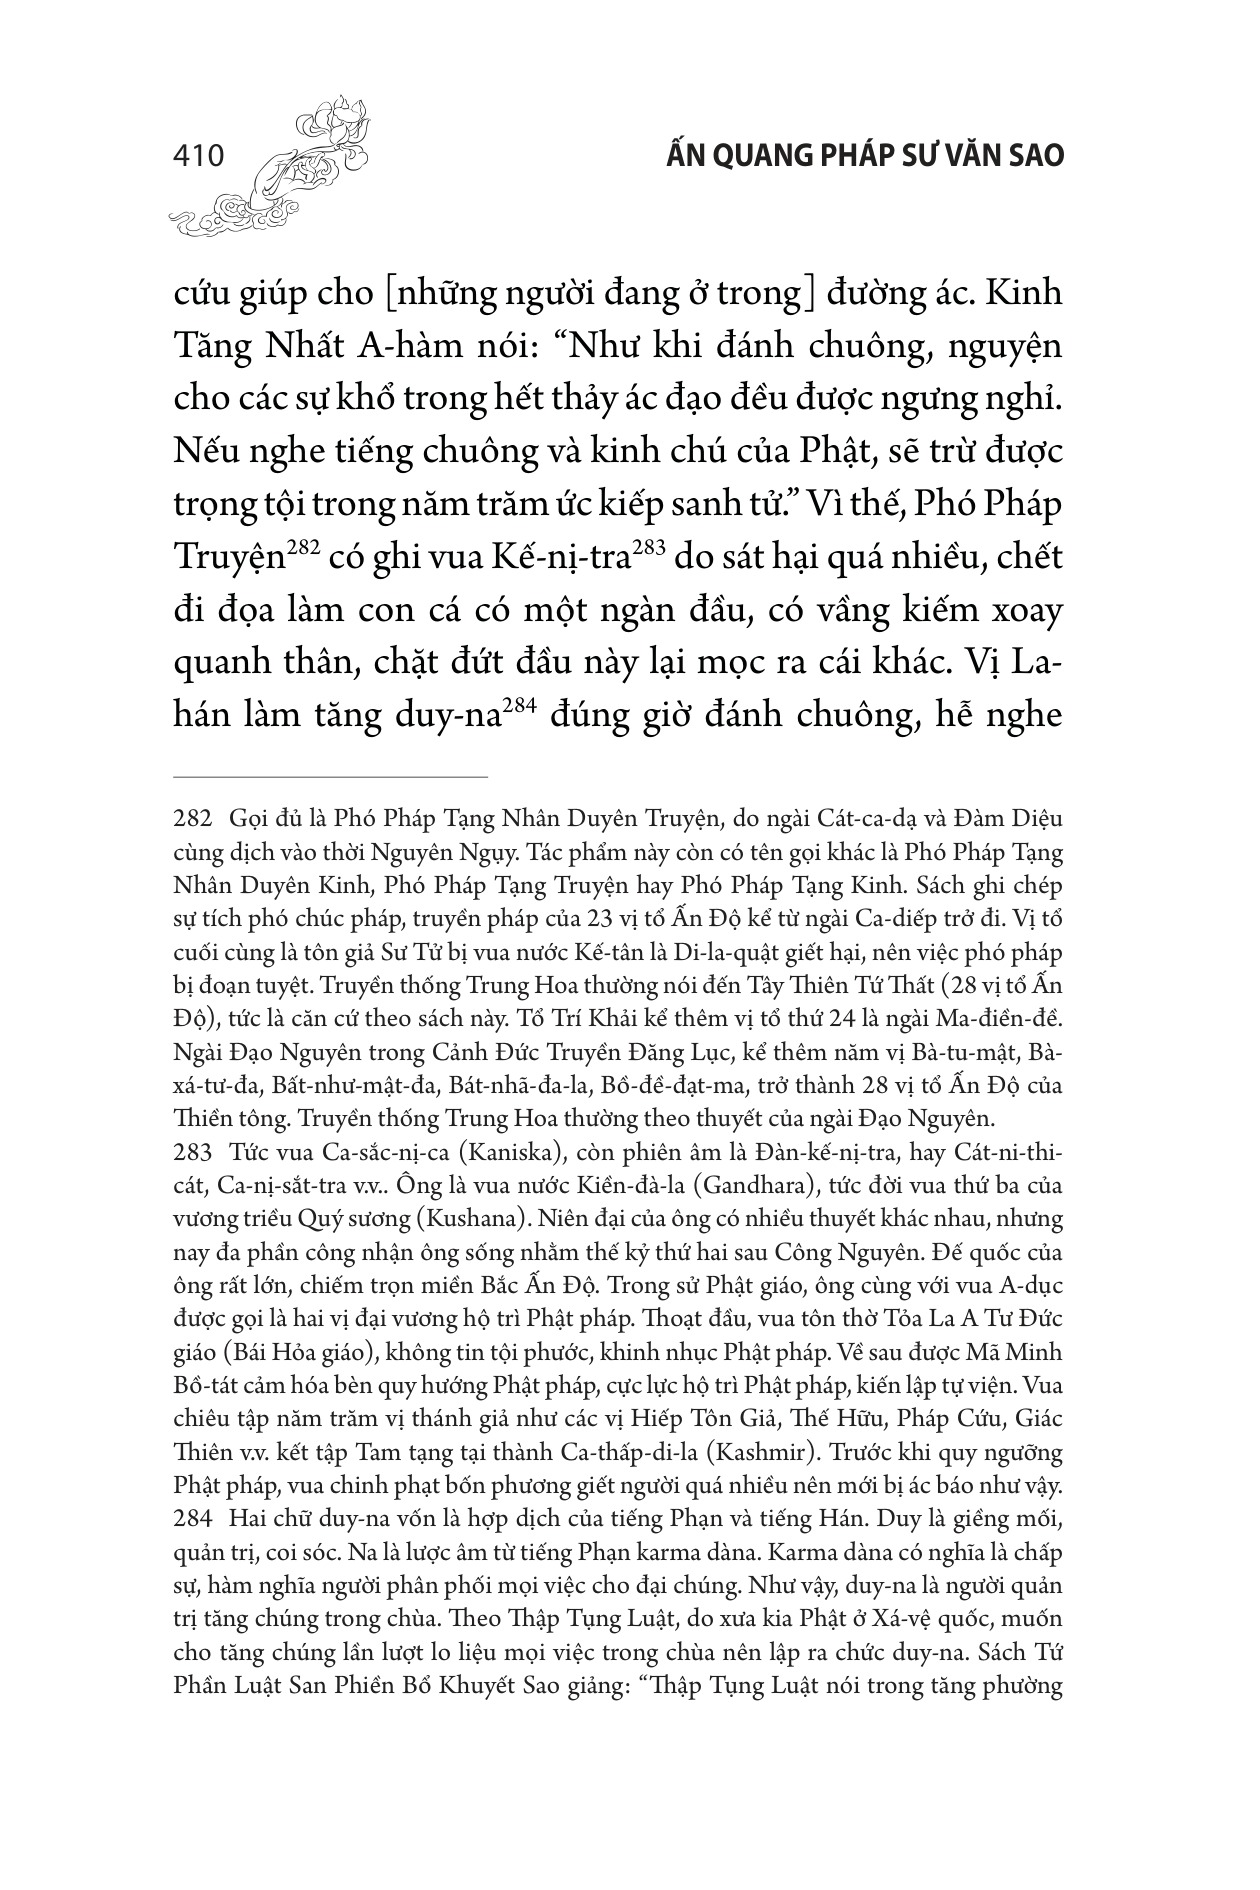 410
ẤN QUANG PHÁP SƯ VĂN SAO
cứu giúp cho [những người đang ở trong] đường ác. Kinh
Tăng Nhất A-hàm nói: “Như khi đánh chuông, nguyện
cho các sự khổ trong hết thảy ác đạo đều được ngưng nghỉ.
Nếu nghe tiếng chuông và kinh chú của Phật, sẽ trừ được
trọng tội trong năm trăm ức kiếp sanh tử.” Vì thế, Phó Pháp
Truyện282 có ghi vua Kế-nị-tra283 do sát hại quá nhiều, chết
đi đọa làm con cá có một ngàn đầu, có vầng kiếm xoay
quanh thân, chặt đứt đầu này lại mọc ra cái khác. Vị La-
hán làm tăng duy-na284 đúng giờ đánh chuông, hễ nghe
282 Gọi đủ là Phó Pháp Tạng Nhân Duyên Truyện, do ngài Cát-ca-dạ và Đàm Diệu
cùng dịch vào thời Nguyên Ngụy. Tác phẩm này còn có tên gọi khác là Phó Pháp Tạng
Nhân Duyên Kinh, Phó Pháp Tạng Truyện hay Phó Pháp Tạng Kinh. Sách ghi chép
sự tích phó chúc pháp, truyền pháp của 23 vị tổ Ấn Độ kể từ ngài Ca-diếp trở đi. Vị tổ
cuối cùng là tôn giả Sư Tử bị vua nước Kế-tân là Di-la-quật giết hại, nên việc phó pháp
bị đoạn tuyệt. Truyền thống Trung Hoa thường nói đến Tây Thiên Tứ Thất (28 vị tổ Ấn
Độ), tức là căn cứ theo sách này. Tổ Trí Khải kể thêm vị tổ thứ 24 là ngài Ma-điền-đề.
Ngài Đạo Nguyên trong Cảnh Đức Truyền Đăng Lục, kể thêm năm vị Bà-tu-mật, Bà-
xá-tư-đa, Bất-như-mật-đa, Bát-nhã-đa-la, Bồ-đề-đạt-ma, trở thành 28 vị tổ Ấn Độ của
Thiền tông. Truyền thống Trung Hoa thường theo thuyết của ngài Đạo Nguyên.
283 Tức vua Ca-sắc-nị-ca (Kaniska), còn phiên âm là Đàn-kế-nị-tra, hay Cát-ni-thi-
cát, Ca-nị-sắt-tra v.v.. Ông là vua nước Kiền-đà-la (Gandhara), tức đời vua thứ ba của
vương triều Quý sương (Kushana). Niên đại của ông có nhiều thuyết khác nhau, nhưng
nay đa phần công nhận ông sống nhằm thế kỷ thứ hai sau Công Nguyên. Đế quốc của
ông rất lớn, chiếm trọn miền Bắc Ấn Độ. Trong sử Phật giáo, ông cùng với vua A-dục
được gọi là hai vị đại vương hộ trì Phật pháp. Thoạt đầu, vua tôn thờ Tỏa La A Tư Đức
giáo (Bái Hỏa giáo), không tin tội phước, khinh nhục Phật pháp. Về sau được Mã Minh
Bồ-tát cảm hóa bèn quy hướng Phật pháp, cực lực hộ trì Phật pháp, kiến lập tự viện. Vua
chiêu tập năm trăm vị thánh giả như các vị Hiếp Tôn Giả, Thế Hữu, Pháp Cứu, Giác
Thiên v.v. kết tập Tam tạng tại thành Ca-thấp-di-la (Kashmir). Trước khi quy ngưỡng
Phật pháp, vua chinh phạt bốn phương giết người quá nhiều nên mới bị ác báo như vậy.
284 Hai chữ duy-na vốn là hợp dịch của tiếng Phạn và tiếng Hán. Duy là giềng mối,
quản trị, coi sóc. Na là lược âm từ tiếng Phạn karma dàna. Karma dàna có nghĩa là chấp
sự, hàm nghĩa người phân phối mọi việc cho đại chúng. Như vậy, duy-na là người quản
trị tăng chúng trong chùa. Theo Thập Tụng Luật, do xưa kia Phật ở Xá-vệ quốc, muốn
cho tăng chúng lần lượt lo liệu mọi việc trong chùa nên lập ra chức duy-na. Sách Tứ
Phần Luật San Phiền Bổ Khuyết Sao giảng: “Thập Tụng Luật nói trong tăng phường